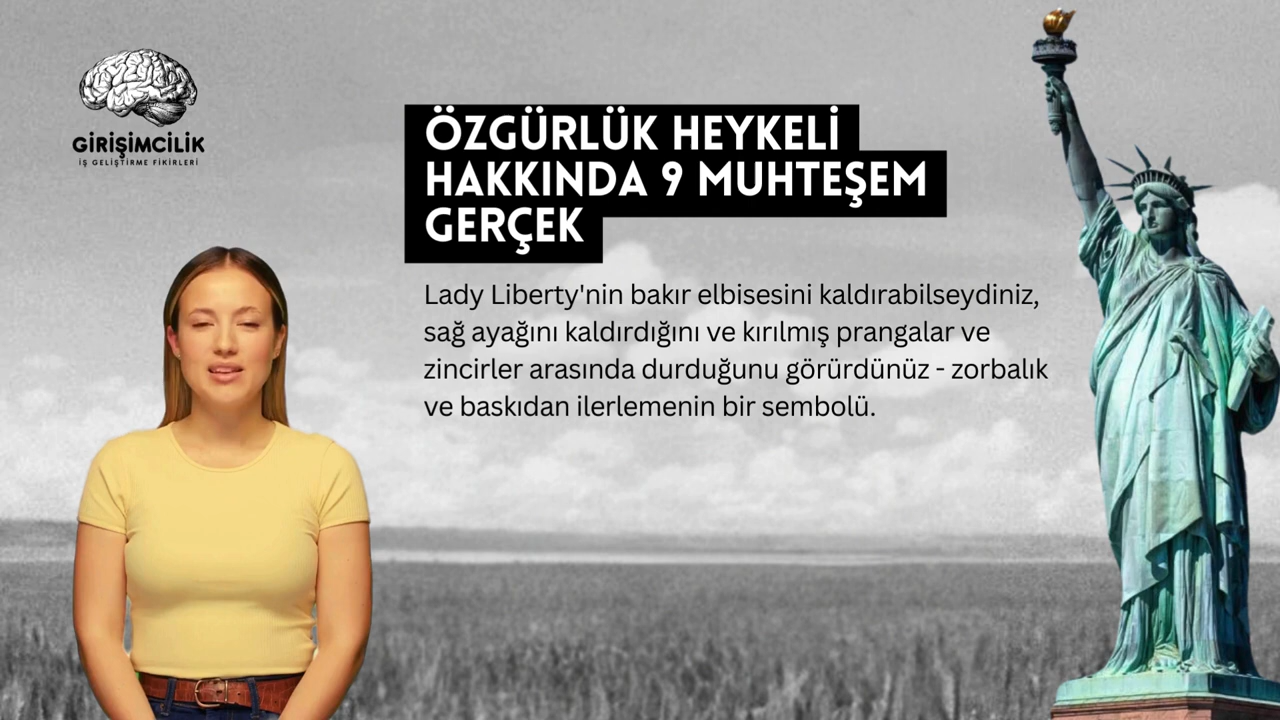 GİRİŞİMCİLİK
İŞ GELİŞTİRME FİKİRLERİ
ÖZGÜRLÜK HEYKELİ
HAKKINDA 9 MUHTEŞEM
GERÇEK
Lady Liberty'nin bakır elbisesini kaldırabilseydiniz,
sağ ayağını kaldırdığını ve kırılmış prangalar ve
zincirler arasında durduğunu görürdünüz - zorbalık
ve baskıdan ilerlemenin bir sembolü.